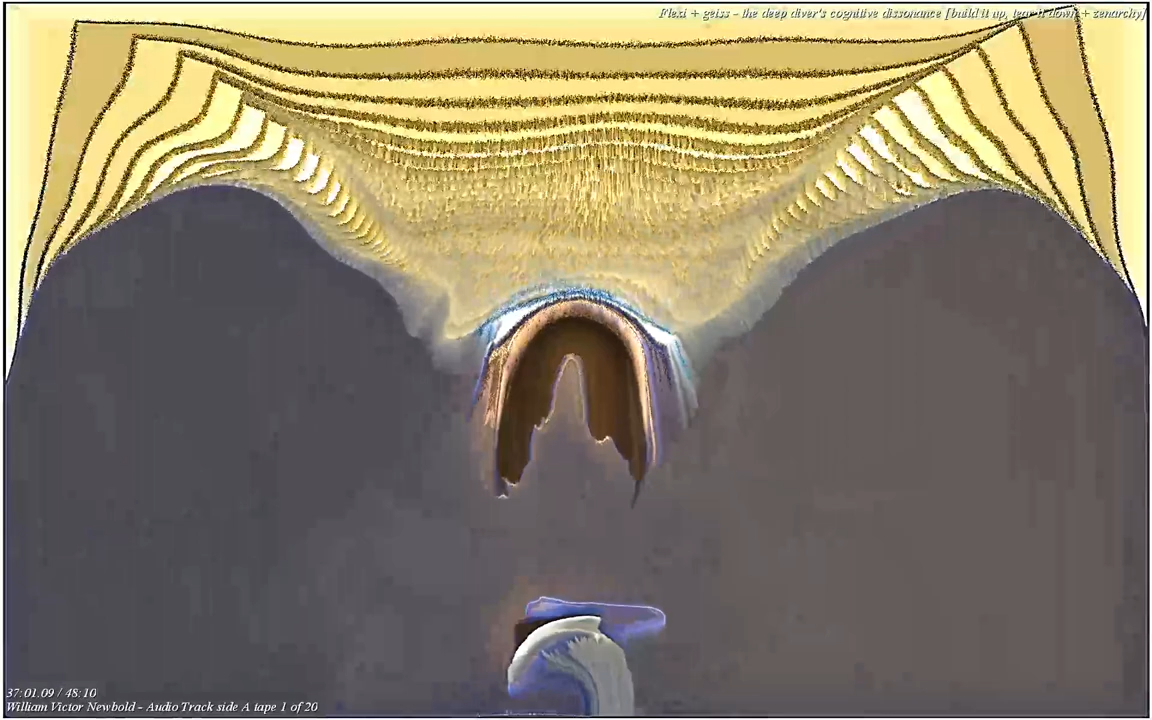 Flexi + geiss - the deep diver's cognitive dissonance [build it up, tear it down + zenarchy]
37:01.09 / 48:10
William Victor Newbold - Audio Track side A tape 1 of 20